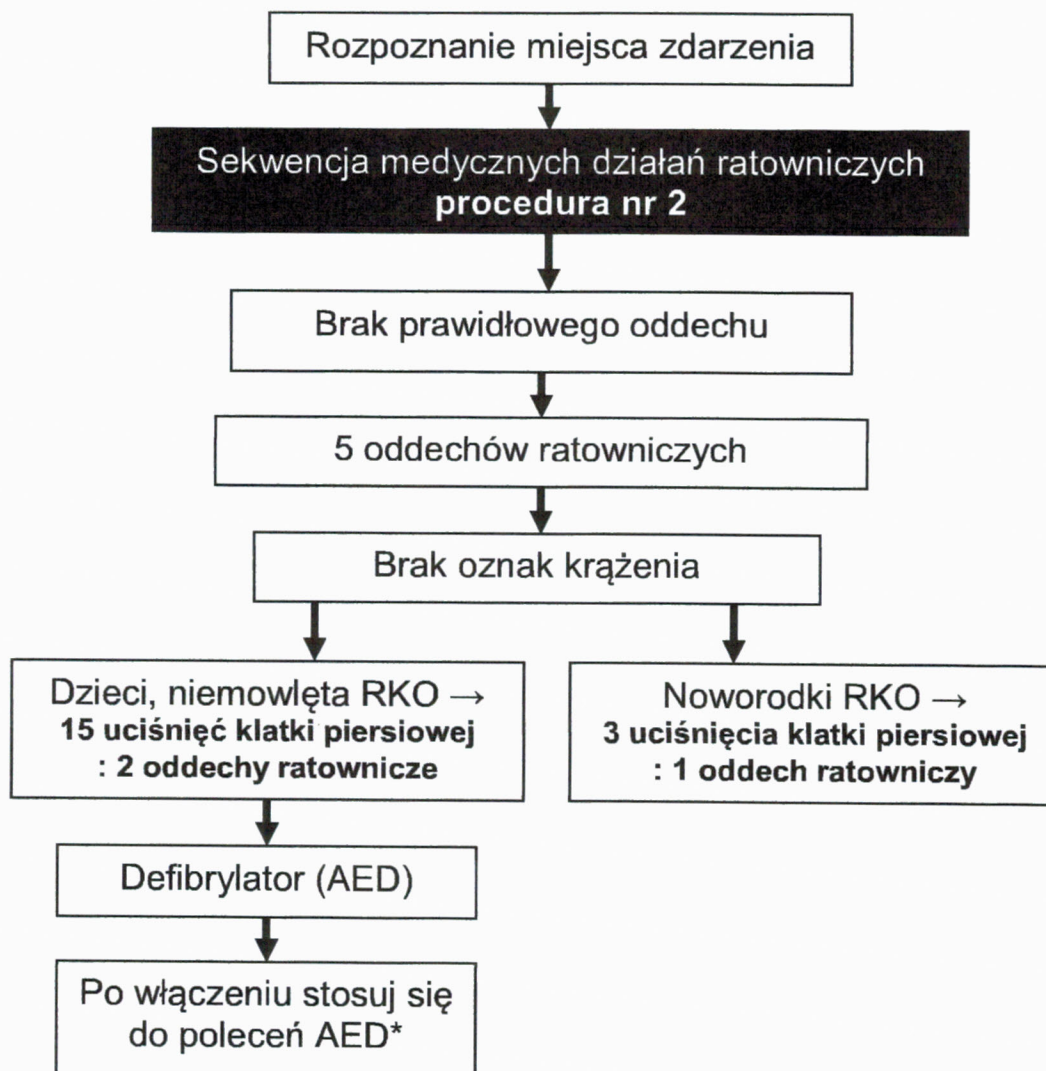 Rozpoznanie miejsca zdarzenia
Sekwencja medycznych działań ratowniczych
procedura nr 2
Brak prawidłowego oddechu
5 oddechów ratowniczych
Brak oznak krążenia
Dzieci, niemowlęta RKO →
15 uciśnięć klatki piersiowej
: 2 oddechy ratownicze
Noworodki RKO →
3 uciśnięcia klatki piersiowej
: 1 oddech ratowniczy
Defibrylator (AED)
Po włączeniu stosuj się
do poleceń AED*